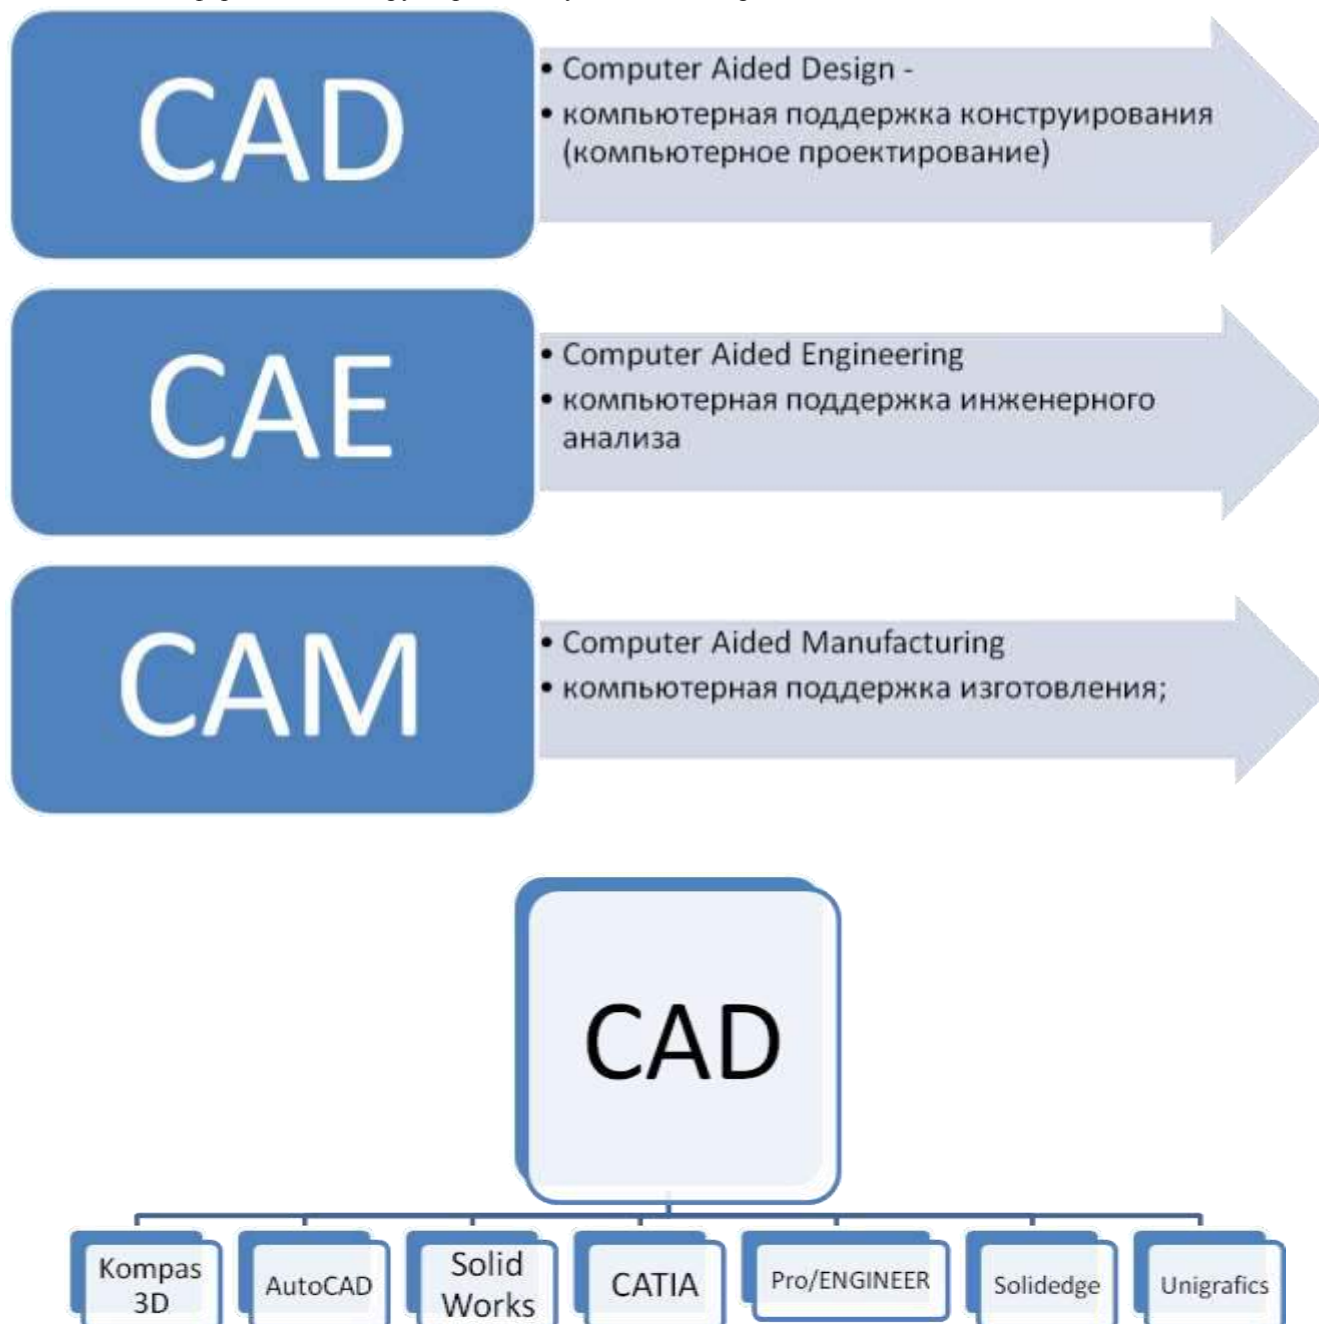 CAD
• Computer Aided Design -
• компьютерная поддержка конструирования
(компьютерное проектирование)
CAE
• Computer Aided Engineering
• компьютерная поддержка инженерного
анализа
CAM
• Computer Aided Manufacturing
• компьютерная поддержка изготовления;
CAD
Kompas
3D
AutoCAD
Solid
Works
CATIA
Pro/ENGINEER
Solidedge
Unigrafics